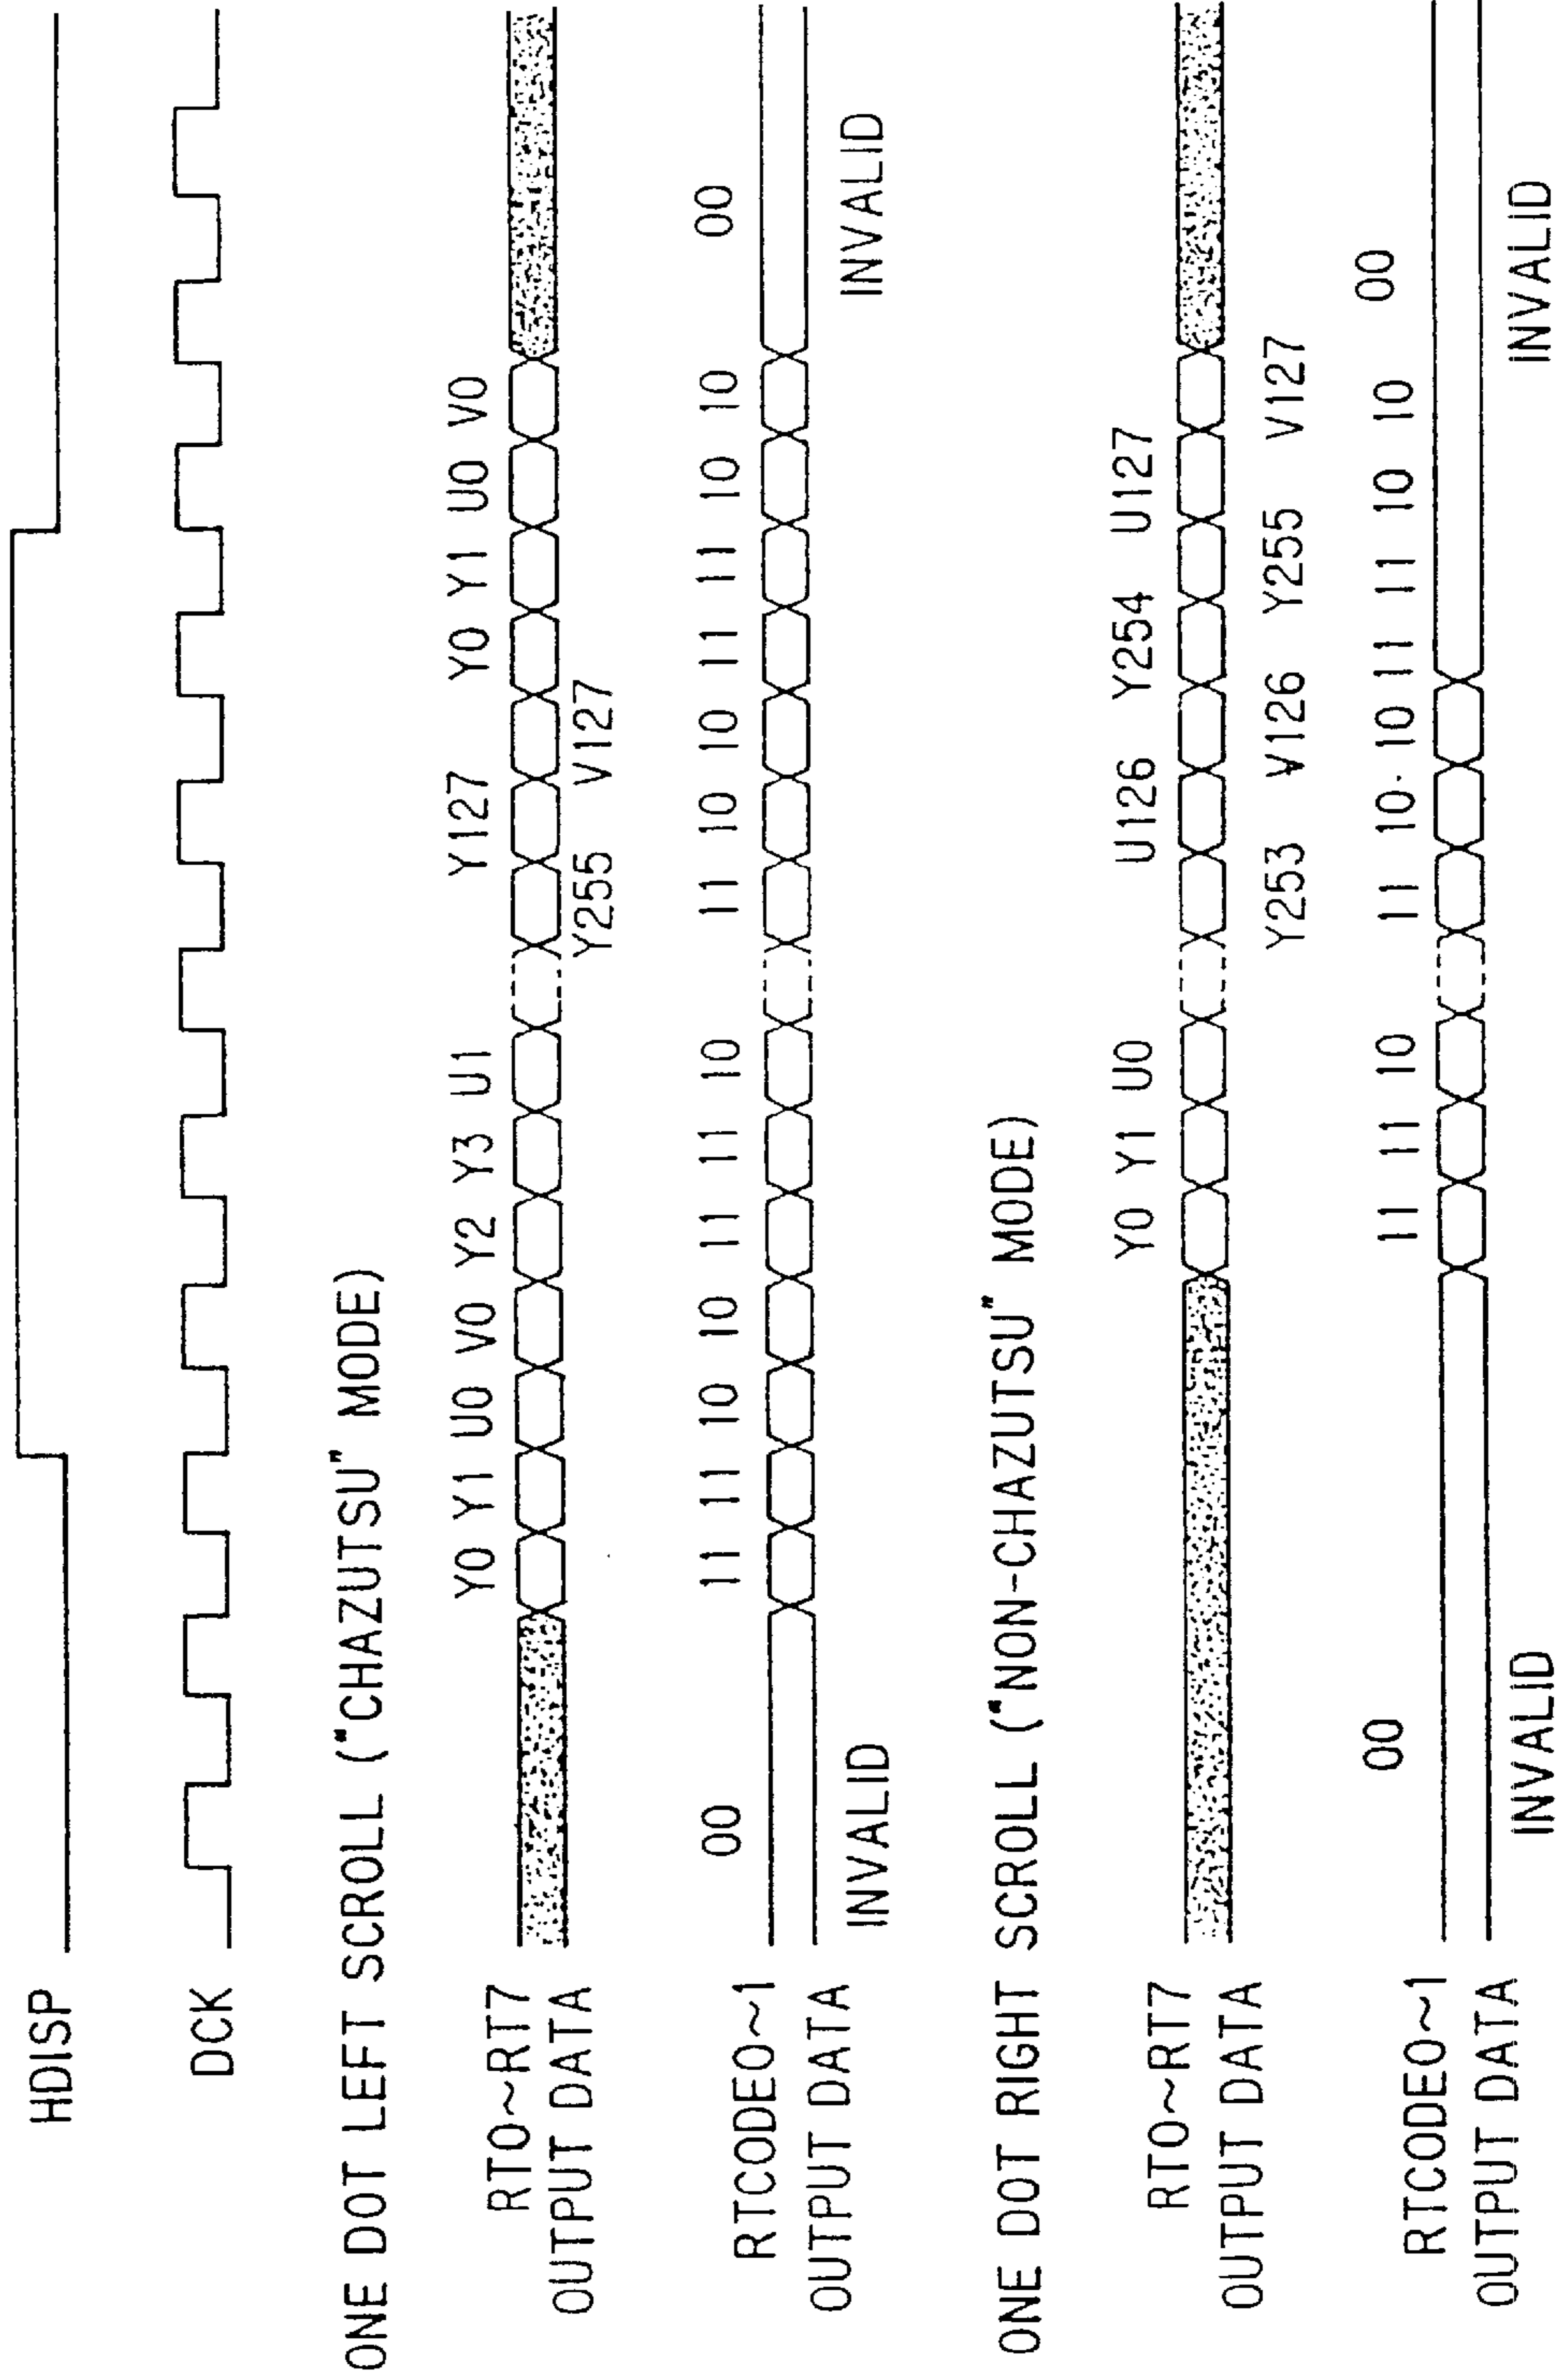 HDISP
DCK
ONE DOT LEFT SCROLL ("CHAZUTSU" MODE)
Y0 Y1 U0 V0 Y2 Y3 U1 Y127 Y0 Y1 U0 V0
RT0~RT7
OUTPUT DATA
Y255 V127
00 11 11 10 10 11 11 10 11 10 10 11 11 10 10 00
RTCODE0~1
OUTPUT DATA
INVALID INVALID
ONE DOT RIGHT SCROLL ("NON-CHAZUTSU" MODE)
Y0 Y1 U0 U126 Y254 U127
RT0~RT7
OUTPUT DATA
Y253 V126 Y255 V127
00 11 11 10 11 10 10 11 11 10 10 00
RTCODE0~1
OUTPUT DATA
INVALID INVALID